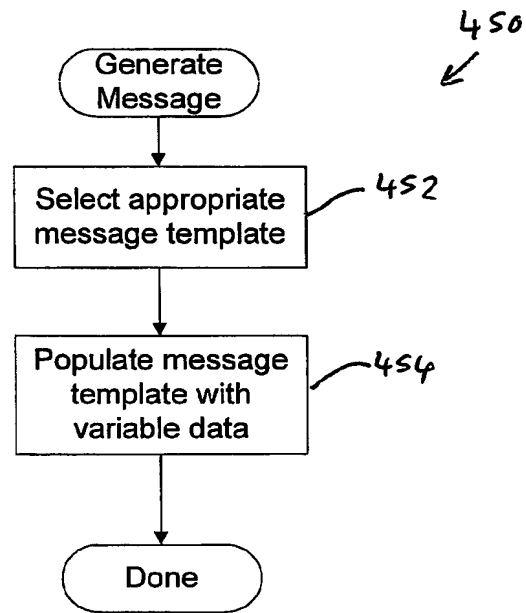 450
Generate
Message
Select appropriate
message template
452
Populate message
template with
variable data
454
Done